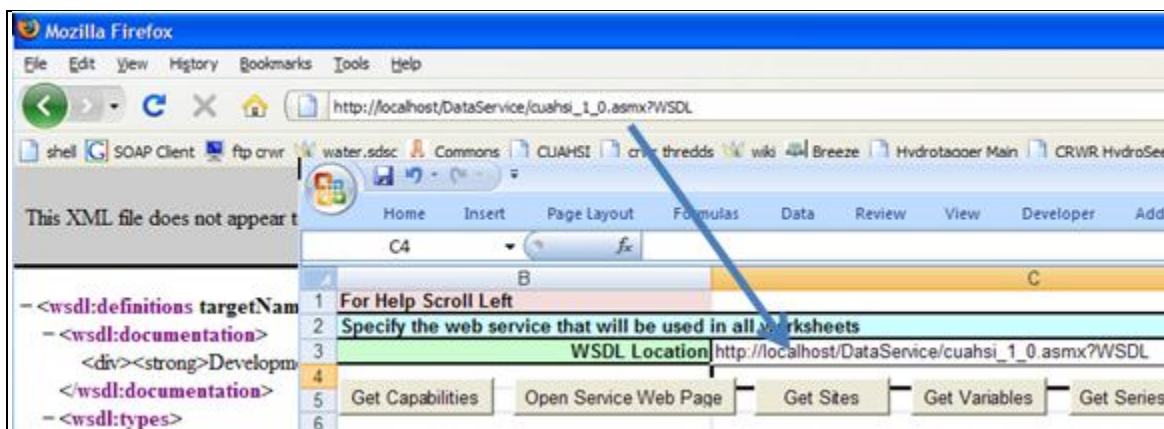 Mozilla Firefox
File Edit View History Bookmarks Tools Help
http://localhost/DataService/cuahsi_1_0.asmx?WSDL
shell SOAP Client ftp crwr water.sdsc Commons CUAHSI crwr thredds wiki Breeze Hydrotagger Main CRWR HydroSee
This XML file does not appear t
Home Insert Page Layout Formulas Data Review View Developer Add
C4 fx
B C
1 For Help Scroll Left
2 Specify the web service that will be used in all worksheets
3 WSDL Location http://localhost/DataService/cuahsi_1_0.asmx?WSDL
4
5 Get Capabilities Open Service Web Page Get Sites Get Variables Get Series
6
− <wsdl:definitions targetNam
− <wsdl:documentation>
<div><strong>Developm
</wsdl:documentation>
− <wsdl:types>